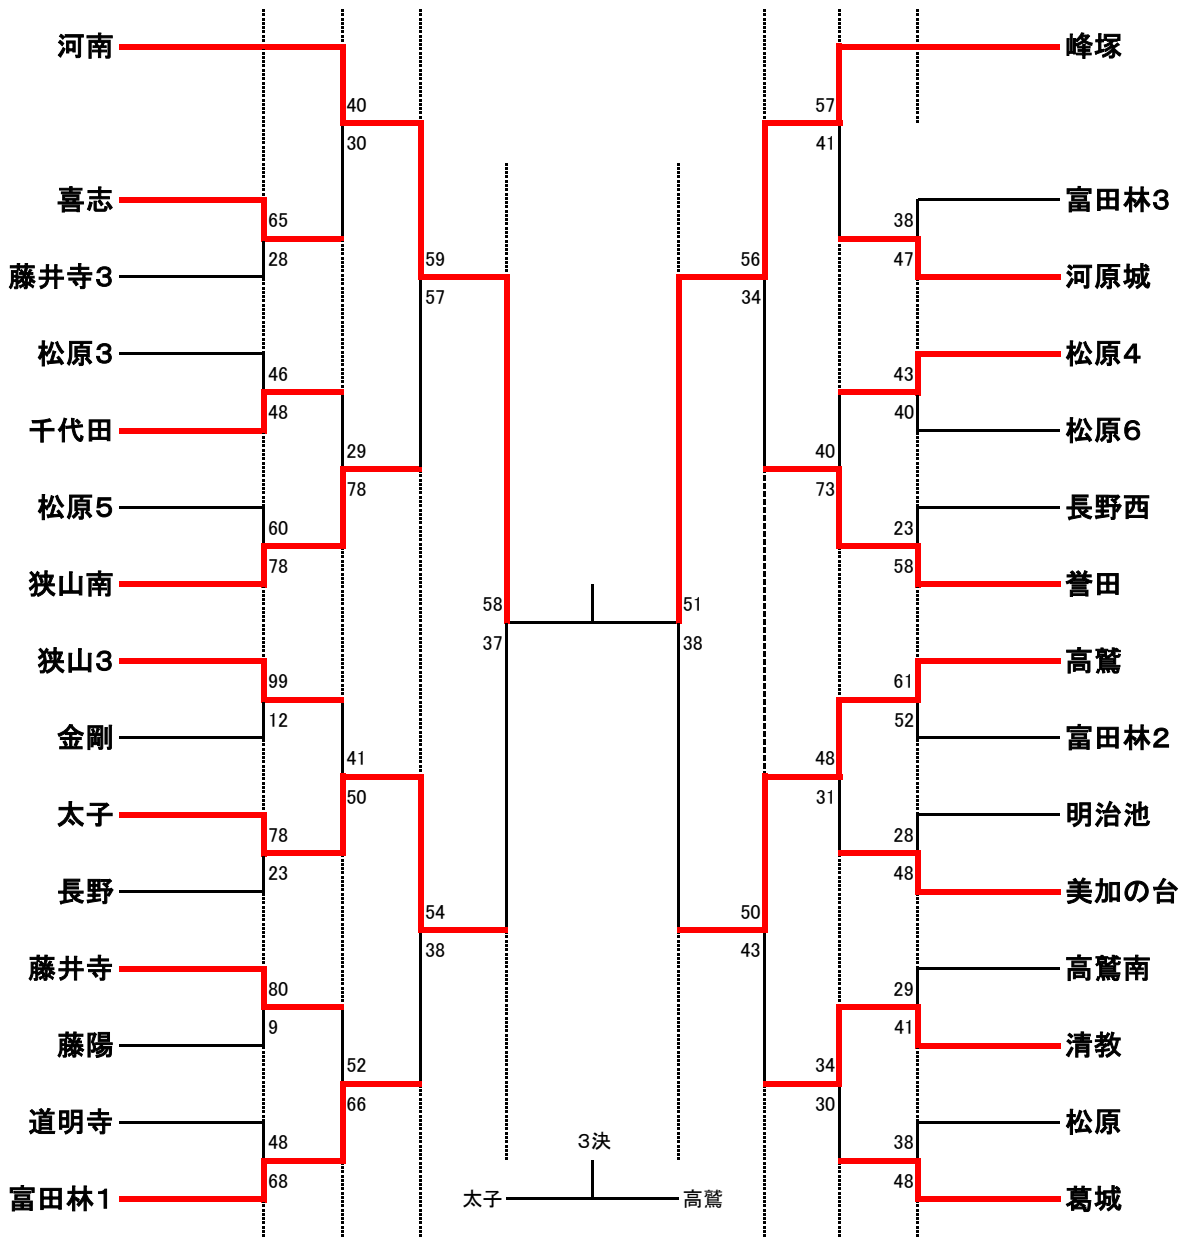 河南
峰塚
40
57
30
41
喜志
富田林3
65
38
28
47
藤井寺3
河原城
59
56
57
34
松原3
松原4
46
43
48
40
千代田
松原6
29
40
78
73
松原5
長野西
60
23
78
58
狭山南
誉田
58
51
37
38
狭山3
高鷲
99
61
12
52
金剛
富田林2
41
48
50
31
太子
明治池
78
28
23
48
長野
美加の台
54
50
38
43
藤井寺
高鷲南
80
29
9
41
藤陽
清教
52
34
66
30
道明寺
松原
48
38
68
48
富田林1
葛城
3決
太子
高鷲